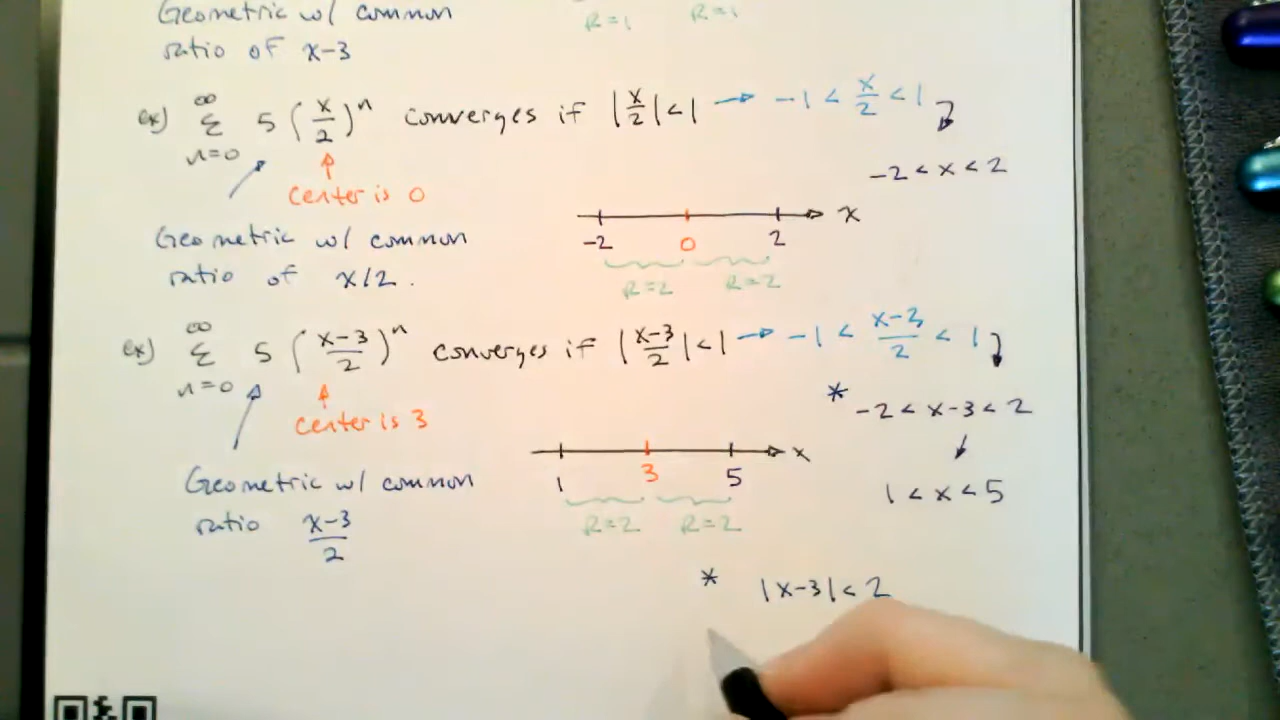 Geometric w/ common
ratio of x-3
R=1 R=1
ex) ∞ Σ n=0 5 (x/2)^n converges if |x/2| < 1 → -1 < x/2 < 1
-2 < x < 2
center is 0
Geometric w/ common
ratio of x/2.
-2 0 2 x
R=2 R=2
ex) ∞ Σ n=0 5 ((x-3)/2)^n converges if |(x-3)/2| < 1 → -1 < (x-3)/2 < 1
* -2 < x-3 < 2
center is 3
1 < x < 5
Geometric w/ common
ratio (x-3)/2
1 3 5 x
R=2 R=2
* |x-3| < 2